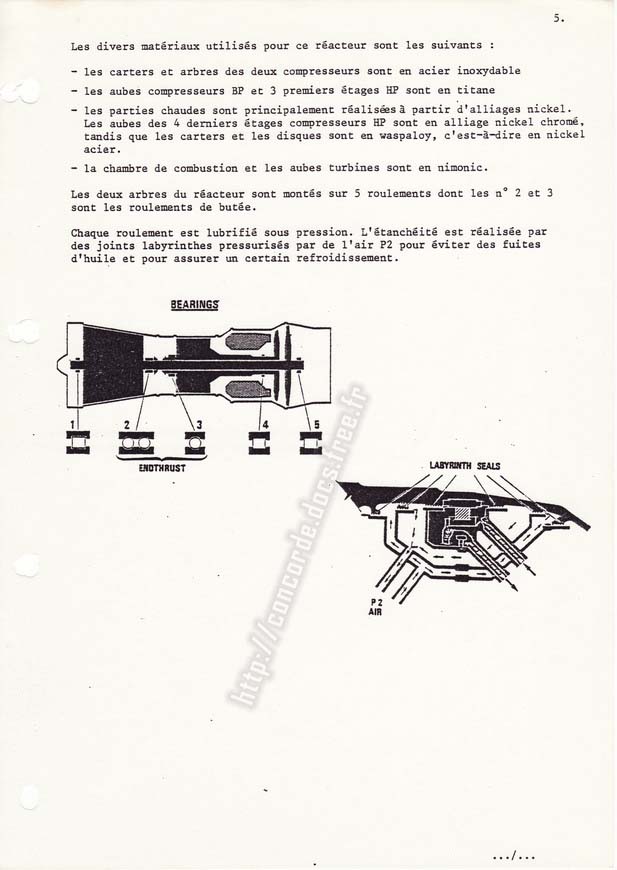 5.
Les divers matériaux utilisés pour ce réacteur sont les suivants :
- les carters et arbres des deux compresseurs sont en acier inoxydable
- les aubes compresseurs BP et 3 premiers étages HP sont en titane
- les parties chaudes sont principalement réalisées à partir d'alliages nickel.
Les aubes des 4 derniers étages compresseurs HP sont en alliage nickel chromé,
tandis que les carters et les disques sont en waspaloy, c'est-à-dire en nickel
acier.
- la chambre de combustion et les aubes turbines sont en nimonic.
Les deux arbres du réacteur sont montés sur 5 roulements dont les n° 2 et 3
sont les roulements de butée.
Chaque roulement est lubrifié sous pression. L'étanchéité est réalisée par
des joints labyrinthes pressurisés par de l'air P2 pour éviter des fuites
d'huile et pour assurer un certain refroidissement.
BEARINGS
1 2 3 4 5
ENDTHRUST
LABYRINTH SEALS
P2
AIR
http://concorde.docs.free.fr
.../...